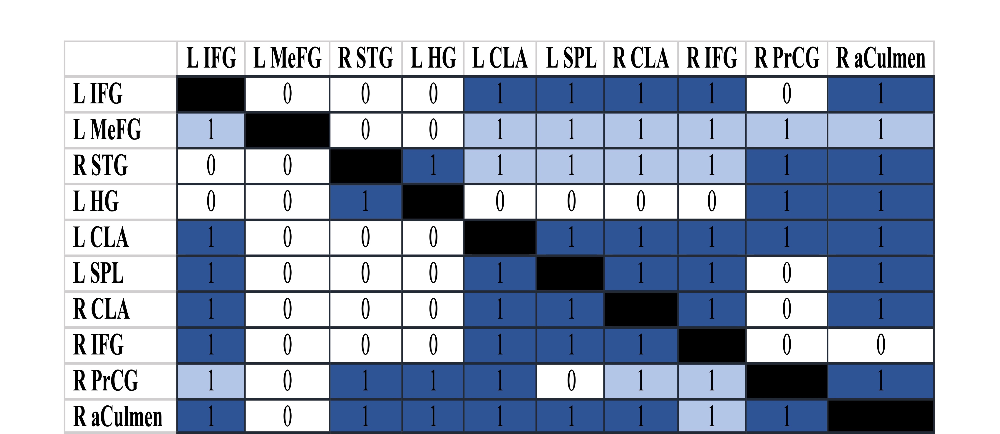 L IFG L MeFG R STG L HG L CLA L SPL R CLA R IFG R PrCG R aCulmen
L IFG 0 0 0 1 1 1 1 0 1
L MeFG 1 0 0 1 1 1 1 1 1
R STG 0 0 1 1 1 1 1 1 1
L HG 0 0 1 0 0 0 0 1 1
L CLA 1 0 0 0 1 1 1 1 1
L SPL 1 0 0 0 1 1 1 0 1
R CLA 1 0 0 0 1 1 1 0 1
R IFG 1 0 0 0 1 1 1 0 0
R PrCG 1 0 1 1 1 0 1 1 1
R aCulmen 1 0 1 1 1 1 1 1 1